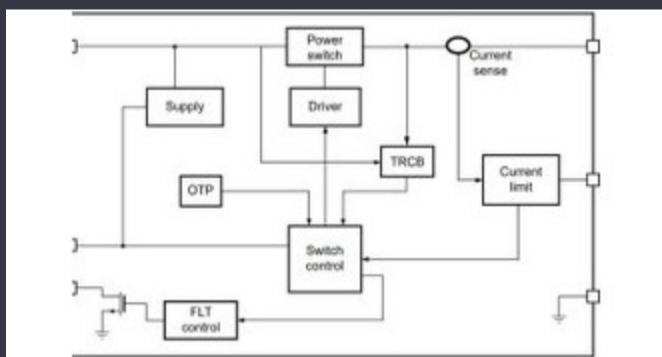 Power
switch
Current
sense
Supply
Driver
TRCB
Current
limit
OTP
Switch
control
FLT
control